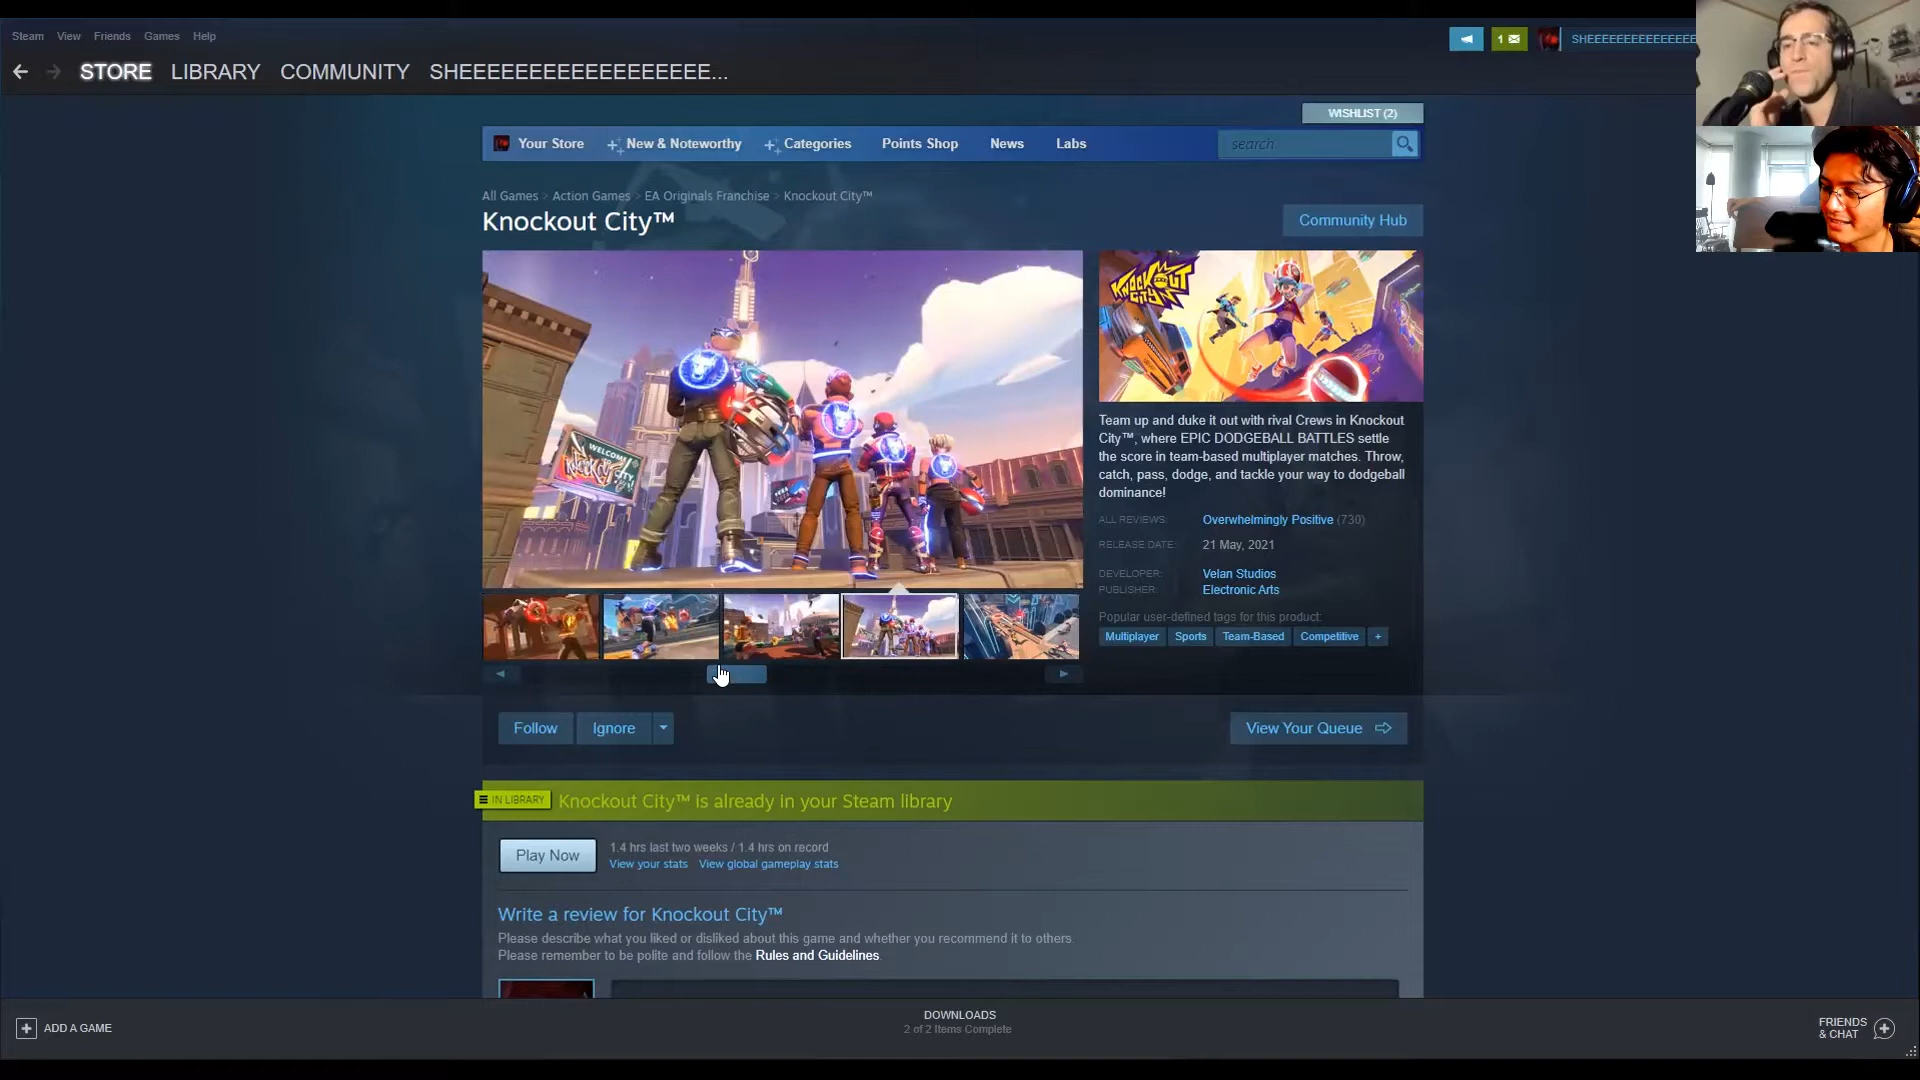 Steam View Friends Games Help
1
SHEEEEEEEEEEEEEE
STORE LIBRARY COMMUNITY SHEEEEEEEEEEEEEEEEEE...
WISHLIST (2)
Your Store New & Noteworthy Categories Points Shop News Labs search
All Games > Action Games > EA Originals Franchise > Knockout City™
Knockout City™
Community Hub
WELCOME
KNOCKOUT CITY
KNOCKOUT CITY
Team up and duke it out with rival Crews in Knockout
City™, where EPIC DODGEBALL BATTLES settle
the score in team-based multiplayer matches. Throw,
catch, pass, dodge, and tackle your way to dodgeball
dominance!
ALL REVIEWS: Overwhelmingly Positive (730)
RELEASE DATE: 21 May, 2021
DEVELOPER: Velan Studios
PUBLISHER: Electronic Arts
Popular user-defined tags for this product:
Multiplayer Sports Team-Based Competitive +
Follow Ignore
View Your Queue
IN LIBRARY Knockout City™ is already in your Steam library
Play Now
1.4 hrs last two weeks / 1.4 hrs on record
View your stats View global gameplay stats
Write a review for Knockout City™
Please describe what you liked or disliked about this game and whether you recommend it to others.
Please remember to be polite and follow the Rules and Guidelines.
ADD A GAME
DOWNLOADS
2 of 2 Items Complete
FRIENDS
& CHAT